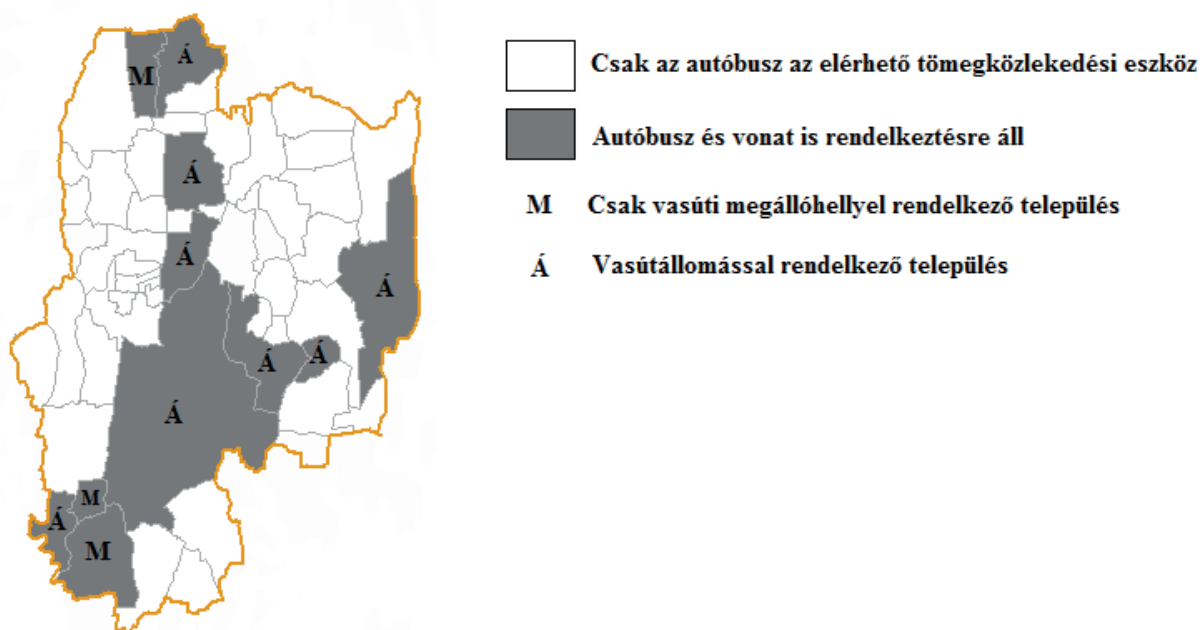 Á
M
Á
Á
Á
Á
Á
Á
M
Á
M
Csak az autóbusz az elérhető tömegközlekedési eszköz
Autóbusz és vonat is rendelkeztésre áll
M Csak vasúti megállóhellyel rendelkező település
Á Vasútállomással rendelkező település